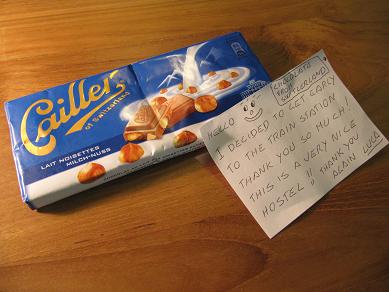 Cailler
of Switzerland
LAIT NOISETTES
MILCH-NUSS
CHOCOLATE
FROM
SWITZERLAND
HELLO
I DECIDED TO GET EARLY
TO THE TRAIN STATION
THANK YOU SO MUCH!
THIS IS A VERY NICE
HOSTEL!! THANK YOU
ALAIN LUCA